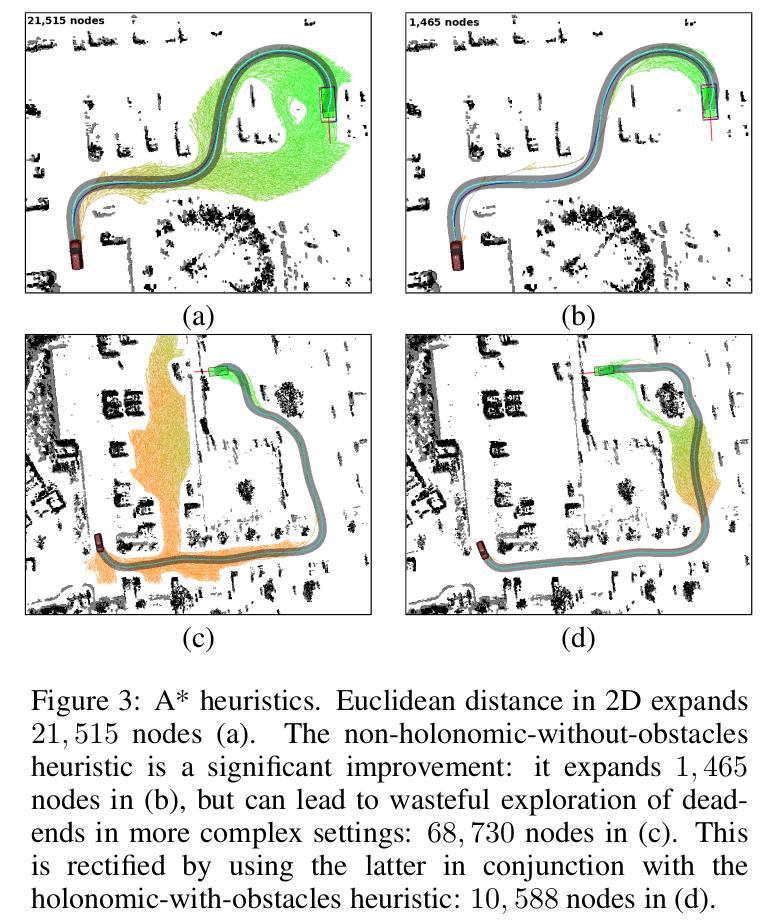 21,515 nodes
1,465 nodes
(a)
(b)
(c)
(d)
Figure 3: A* heuristics. Euclidean distance in 2D expands
21, 515 nodes (a). The non-holonomic-without-obstacles
heuristic is a significant improvement: it expands 1, 465
nodes in (b), but can lead to wasteful exploration of dead-
ends in more complex settings: 68, 730 nodes in (c). This
is rectified by using the latter in conjunction with the
holonomic-with-obstacles heuristic: 10, 588 nodes in (d).